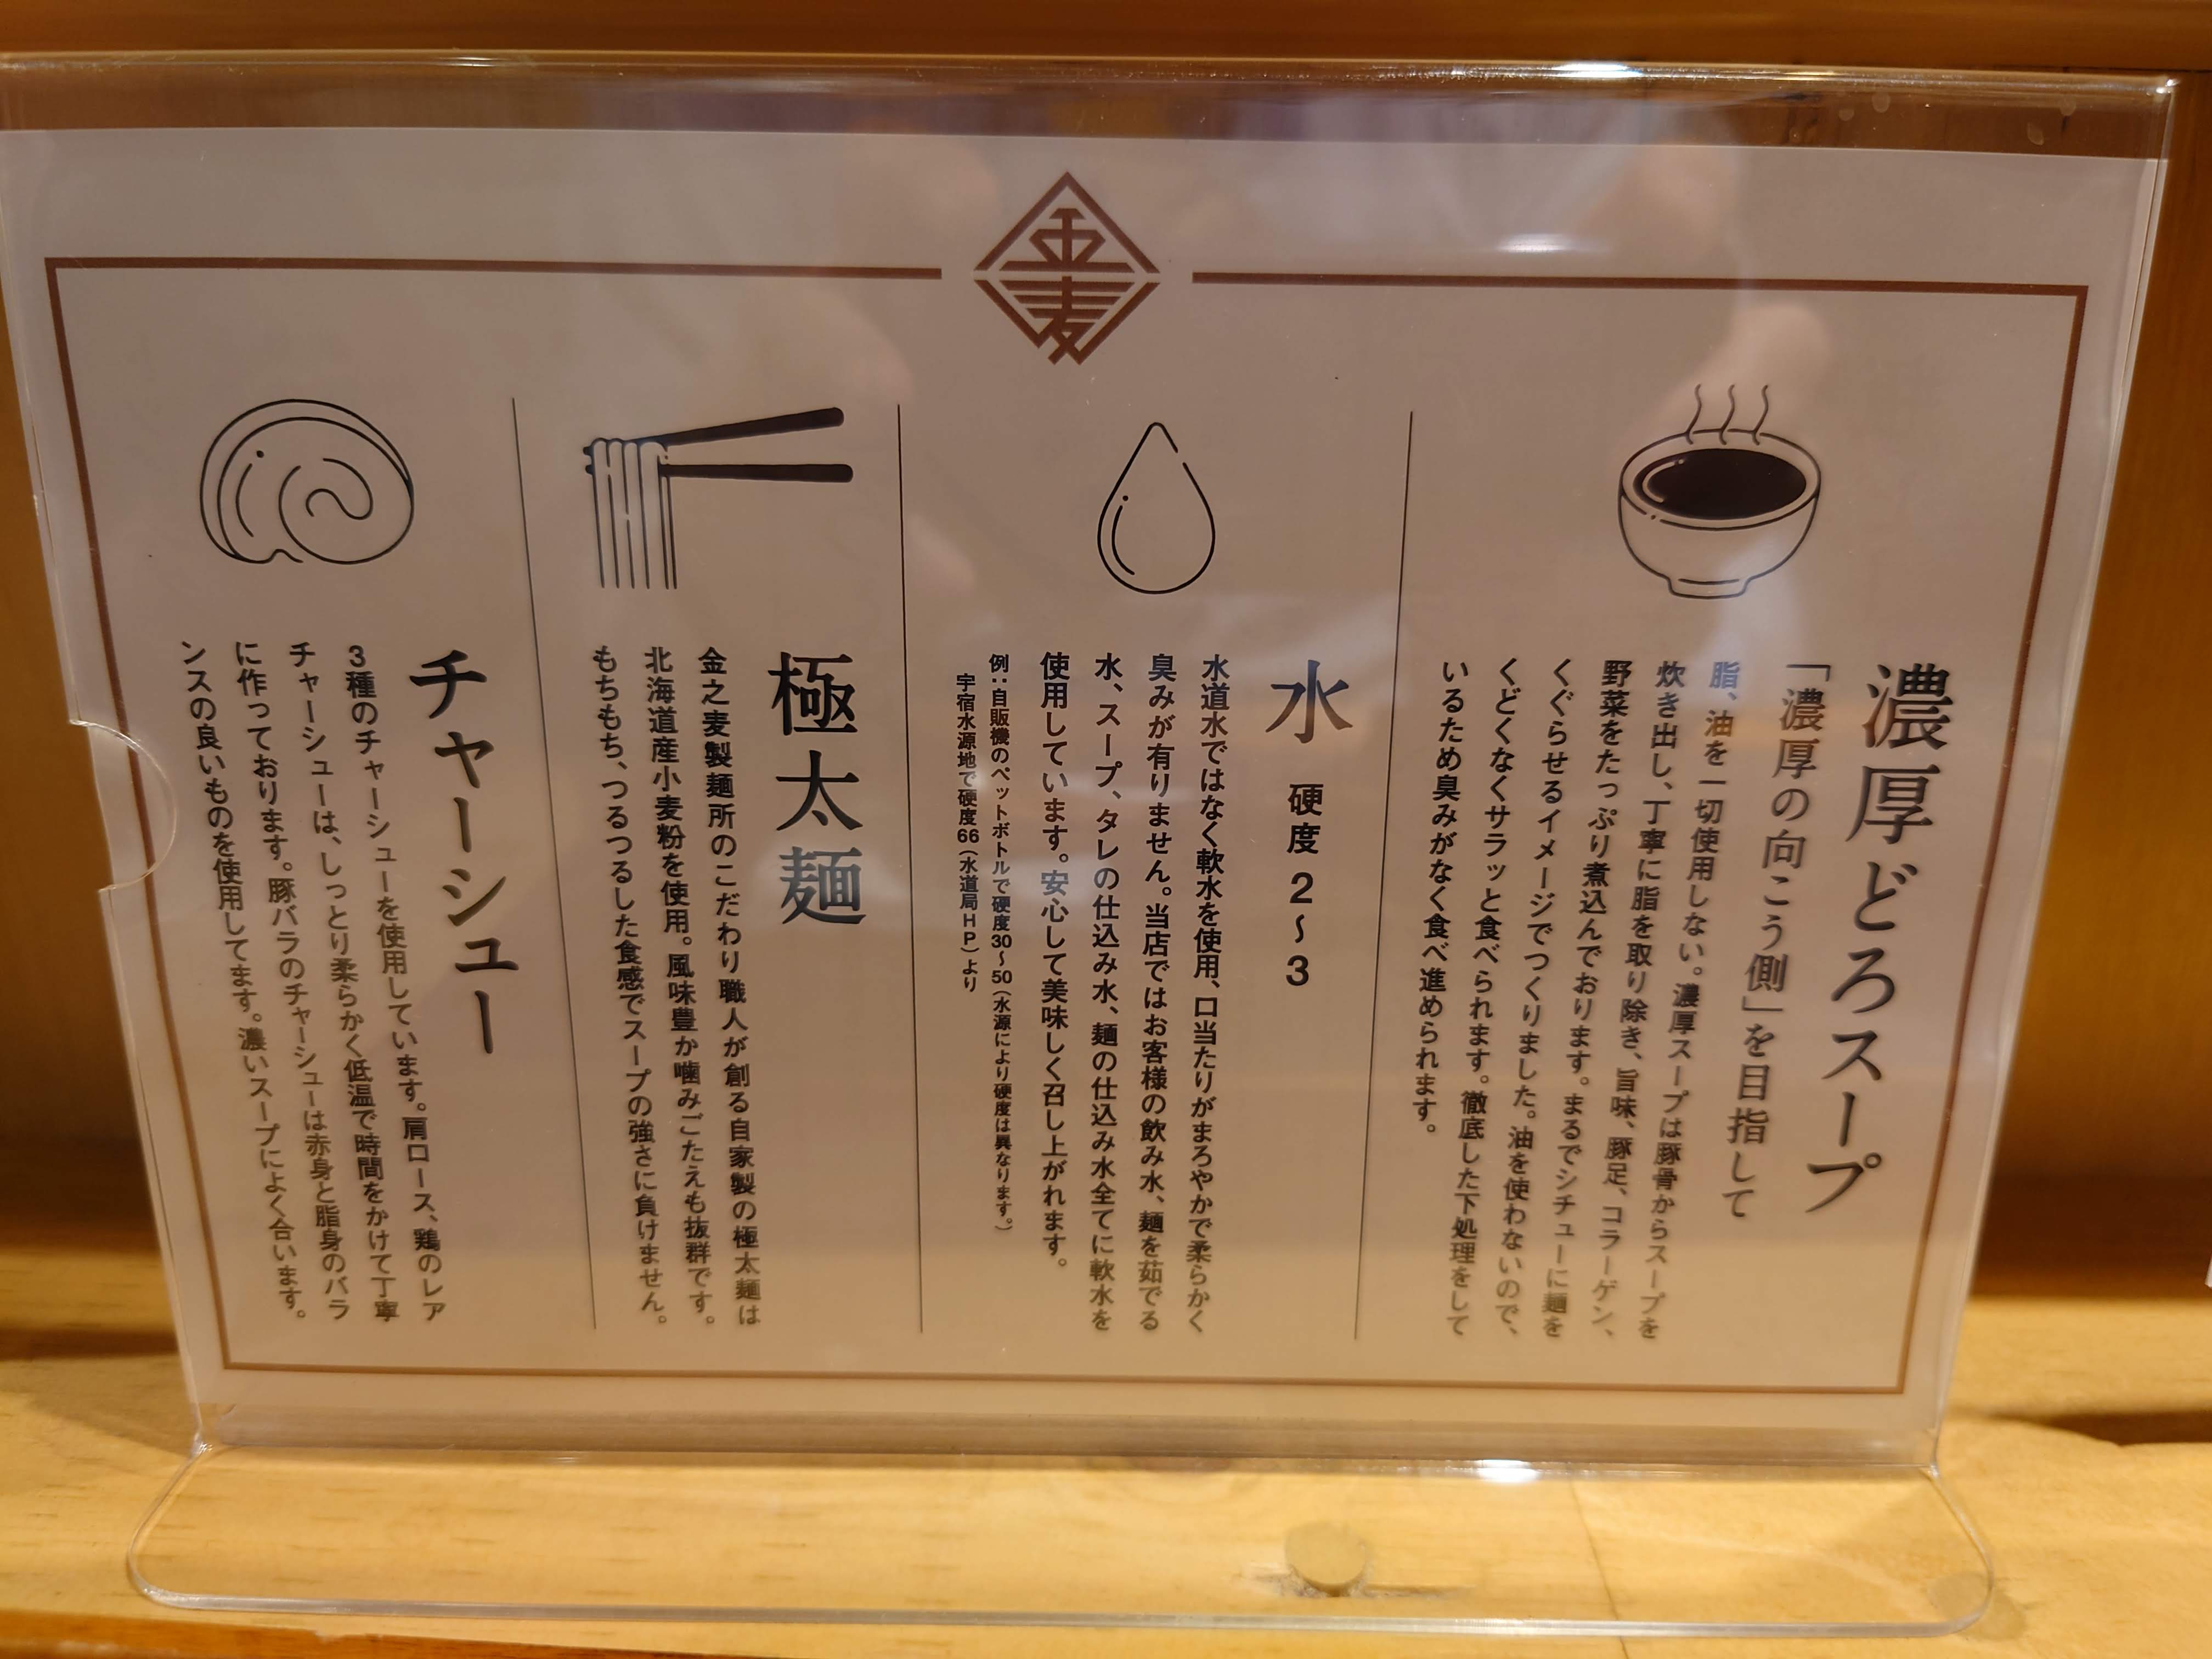 濃厚どろスープ
「濃厚の向こう側」を目指して
脂、油を一切使用しない。濃厚スープは豚骨からスープを
炊き出し、丁寧に脂を取り除き、旨味、豚足、コラーゲン、
野菜をたっぷり煮込んでおります。まるでシチューに麺を
くぐらせるイメージでつくりました。油を使わないので、
くどくなくサラッと食べられます。徹底した下処理をして
いるため臭みがなく食べ進められます。
水 硬度2〜3
水道水ではなく軟水を使用、口当たりがまろやかで柔らかく
臭みが有りません。当店ではお客様の飲み水、麺を茹でる
水、スープ、タレの仕込み水、麺の仕込み水全てに軟水を
使用しています。安心して美味しく召し上がれます。
例：自販機のペットボトルで硬度30〜50（水源により硬度は異なります。）
宇宿水源地で硬度66（水道局HP）より
極太麺
金之麦製麺所のこだわり職人が創る自家製の極太麺は
北海道産小麦粉を使用。風味豊か噛みごたえも抜群です。
もちもち、つるつるした食感でスープの強さに負けません。
チャーシュー
3種のチャーシューを使用しています。肩ロース、鶏のレア
チャーシューは、しっとり柔らかく低温で時間をかけて丁寧
に作っております。豚バラのチャーシューは赤身と脂身のバラ
ンスの良いものを使用してます。濃いスープによく合います。